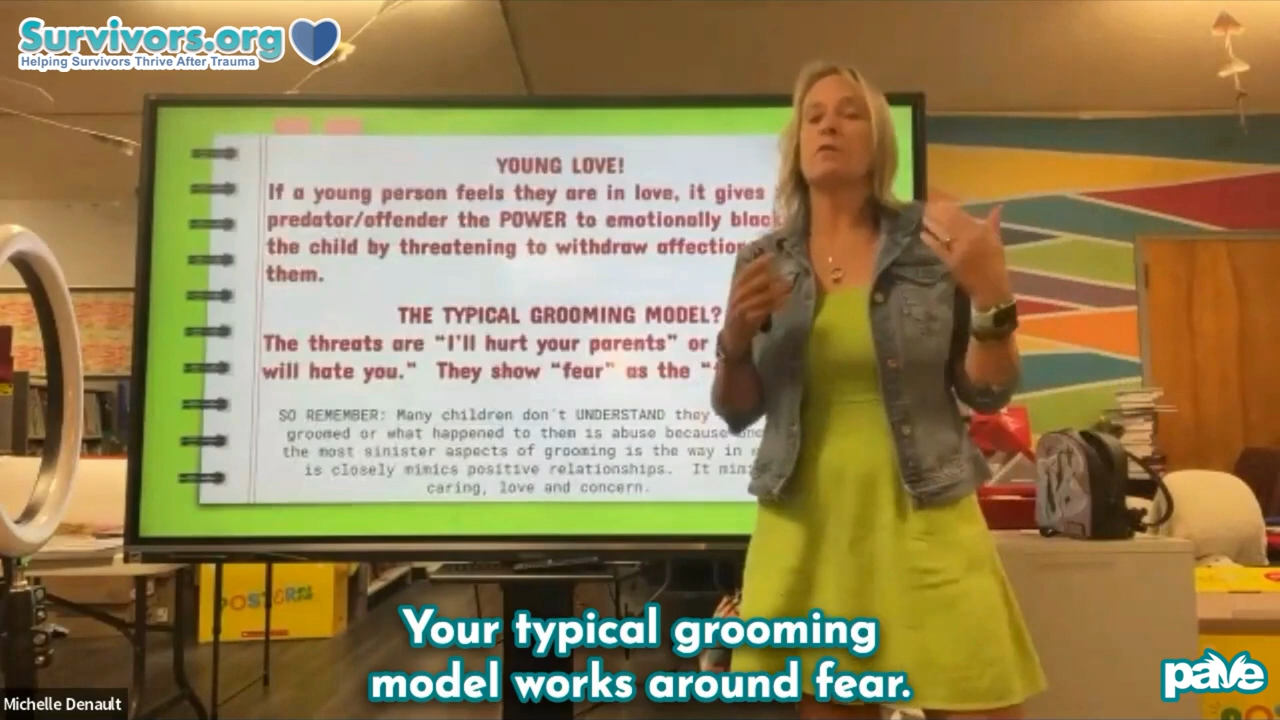 Survivors.org
Helping Survivors Thrive After Trauma
YOUNG LOVE!
If a young person feels they are in love, it gives
predator/offender the POWER to emotionally
the child by threatening to withdraw
them.
THE TYPICAL GROOMING MODEL?
The threats are “I’ll hurt your parents” or
will hate you.” They show “fear” as the
SO REMEMBER: Many children don’t UNDERSTAND they
groomed or what happened to them is abuse because
the most sinister aspects of grooming is the way in
is closely mimics positive relationships. It
caring, love and concern.
POSTER
Your typical grooming
model works around fear.
Michelle Denault
pave